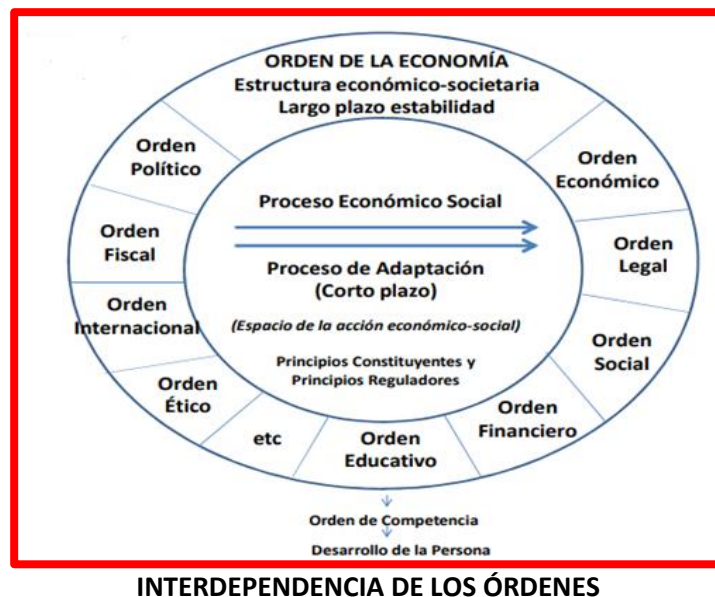 ORDEN DE LA ECONOMÍA
Estructura económico-societaria
Largo plazo estabilidad
Orden
Político
Orden
Económico
Orden
Fiscal
Orden
Legal
Orden
Internacional
Orden
Social
Orden
Ético
Orden
Financiero
etc
Orden
Educativo
Proceso Económico Social
Proceso de Adaptación
(Corto plazo)
(Espacio de la acción económico-social)
Principios Constituyentes y
Principios Reguladores
Orden de Competencia
Desarrollo de la Persona
INTERDEPENDENCIA DE LOS ÓRDENES